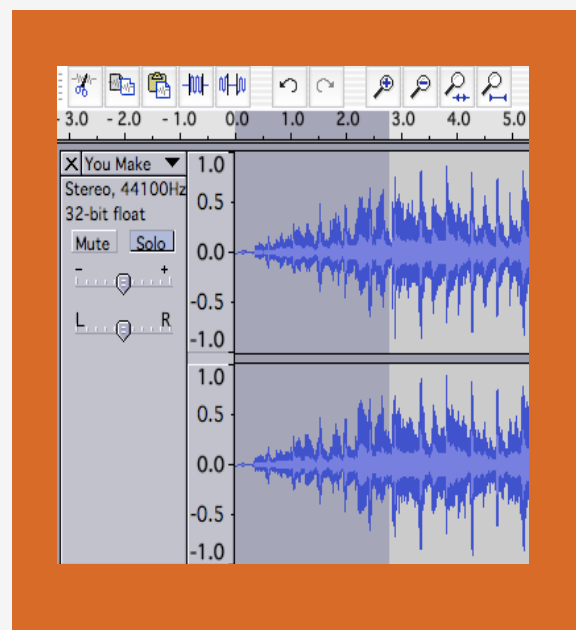 - 3.0 - 2.0 - 1.0 0.0 1.0 2.0 3.0 4.0 5.0
X You Make ▼ 1.0
Stereo, 44100Hz
32-bit float 0.5
Mute Solo 0.0
- +
-0.5
L R
-1.0
1.0
0.5
0.0
-0.5
-1.0